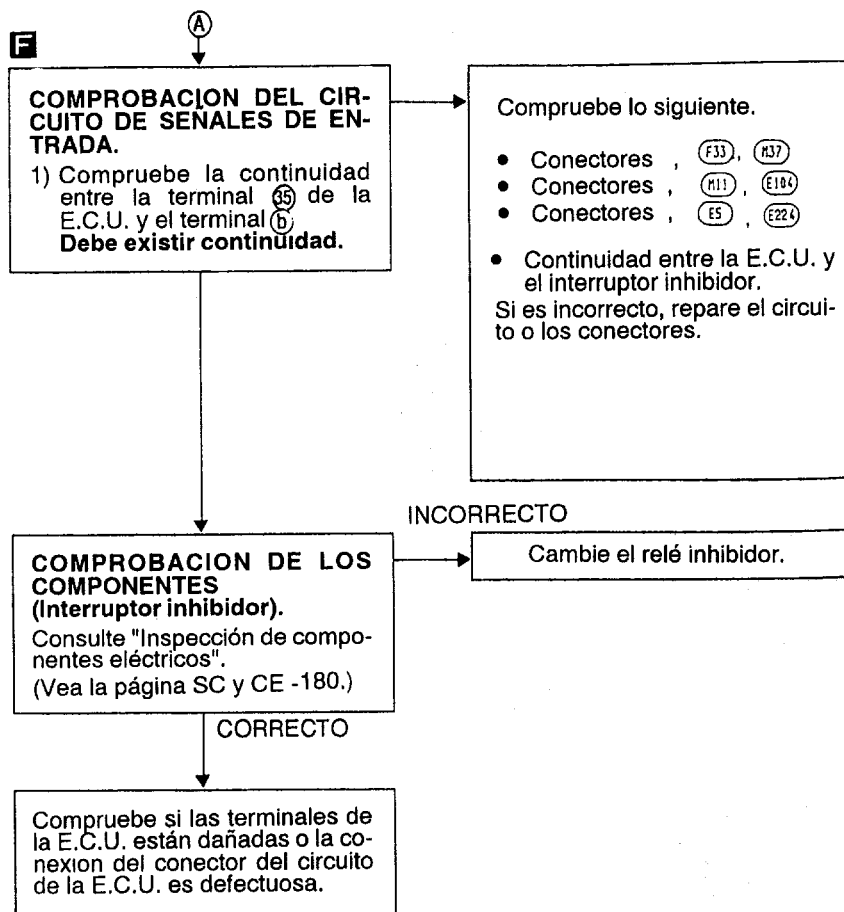 A
F
COMPROBACION DEL CIR-
CUITO DE SEÑALES DE EN-
TRADA.
1) Compruebe la continuidad
entre la terminal 35 de la
E.C.U. y el terminal b
Debe existir continuidad.
Compruebe lo siguiente.
• Conectores , F33, M37
• Conectores , M11, E104
• Conectores , E5 , E224
• Continuidad entre la E.C.U. y
el interruptor inhibidor.
Si es incorrecto, repare el circui-
to o los conectores.
INCORRECTO
COMPROBACION DE LOS
COMPONENTES
(Interruptor inhibidor).
Consulte "Inspección de compo-
nentes eléctricos".
(Vea la página SC y CE -180.)
Cambie el relé inhibidor.
CORRECTO
Compruebe si las terminales de
la E.C.U. están dañadas o la co-
nexion del conector del circuito
de la E.C.U. es defectuosa.